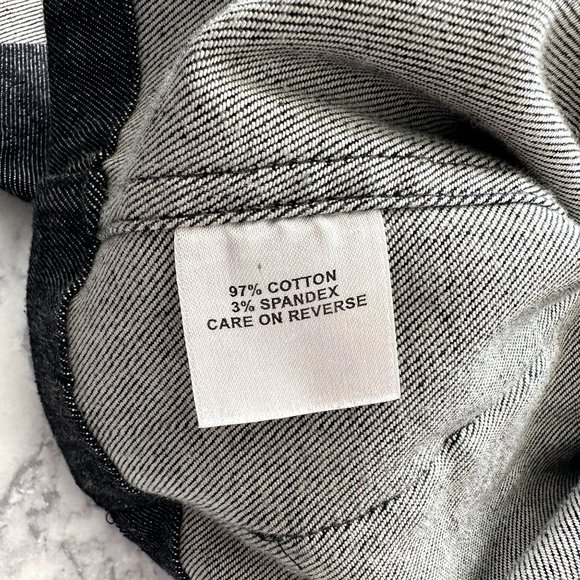 97% COTTON
3% SPANDEX
CARE ON REVERSE